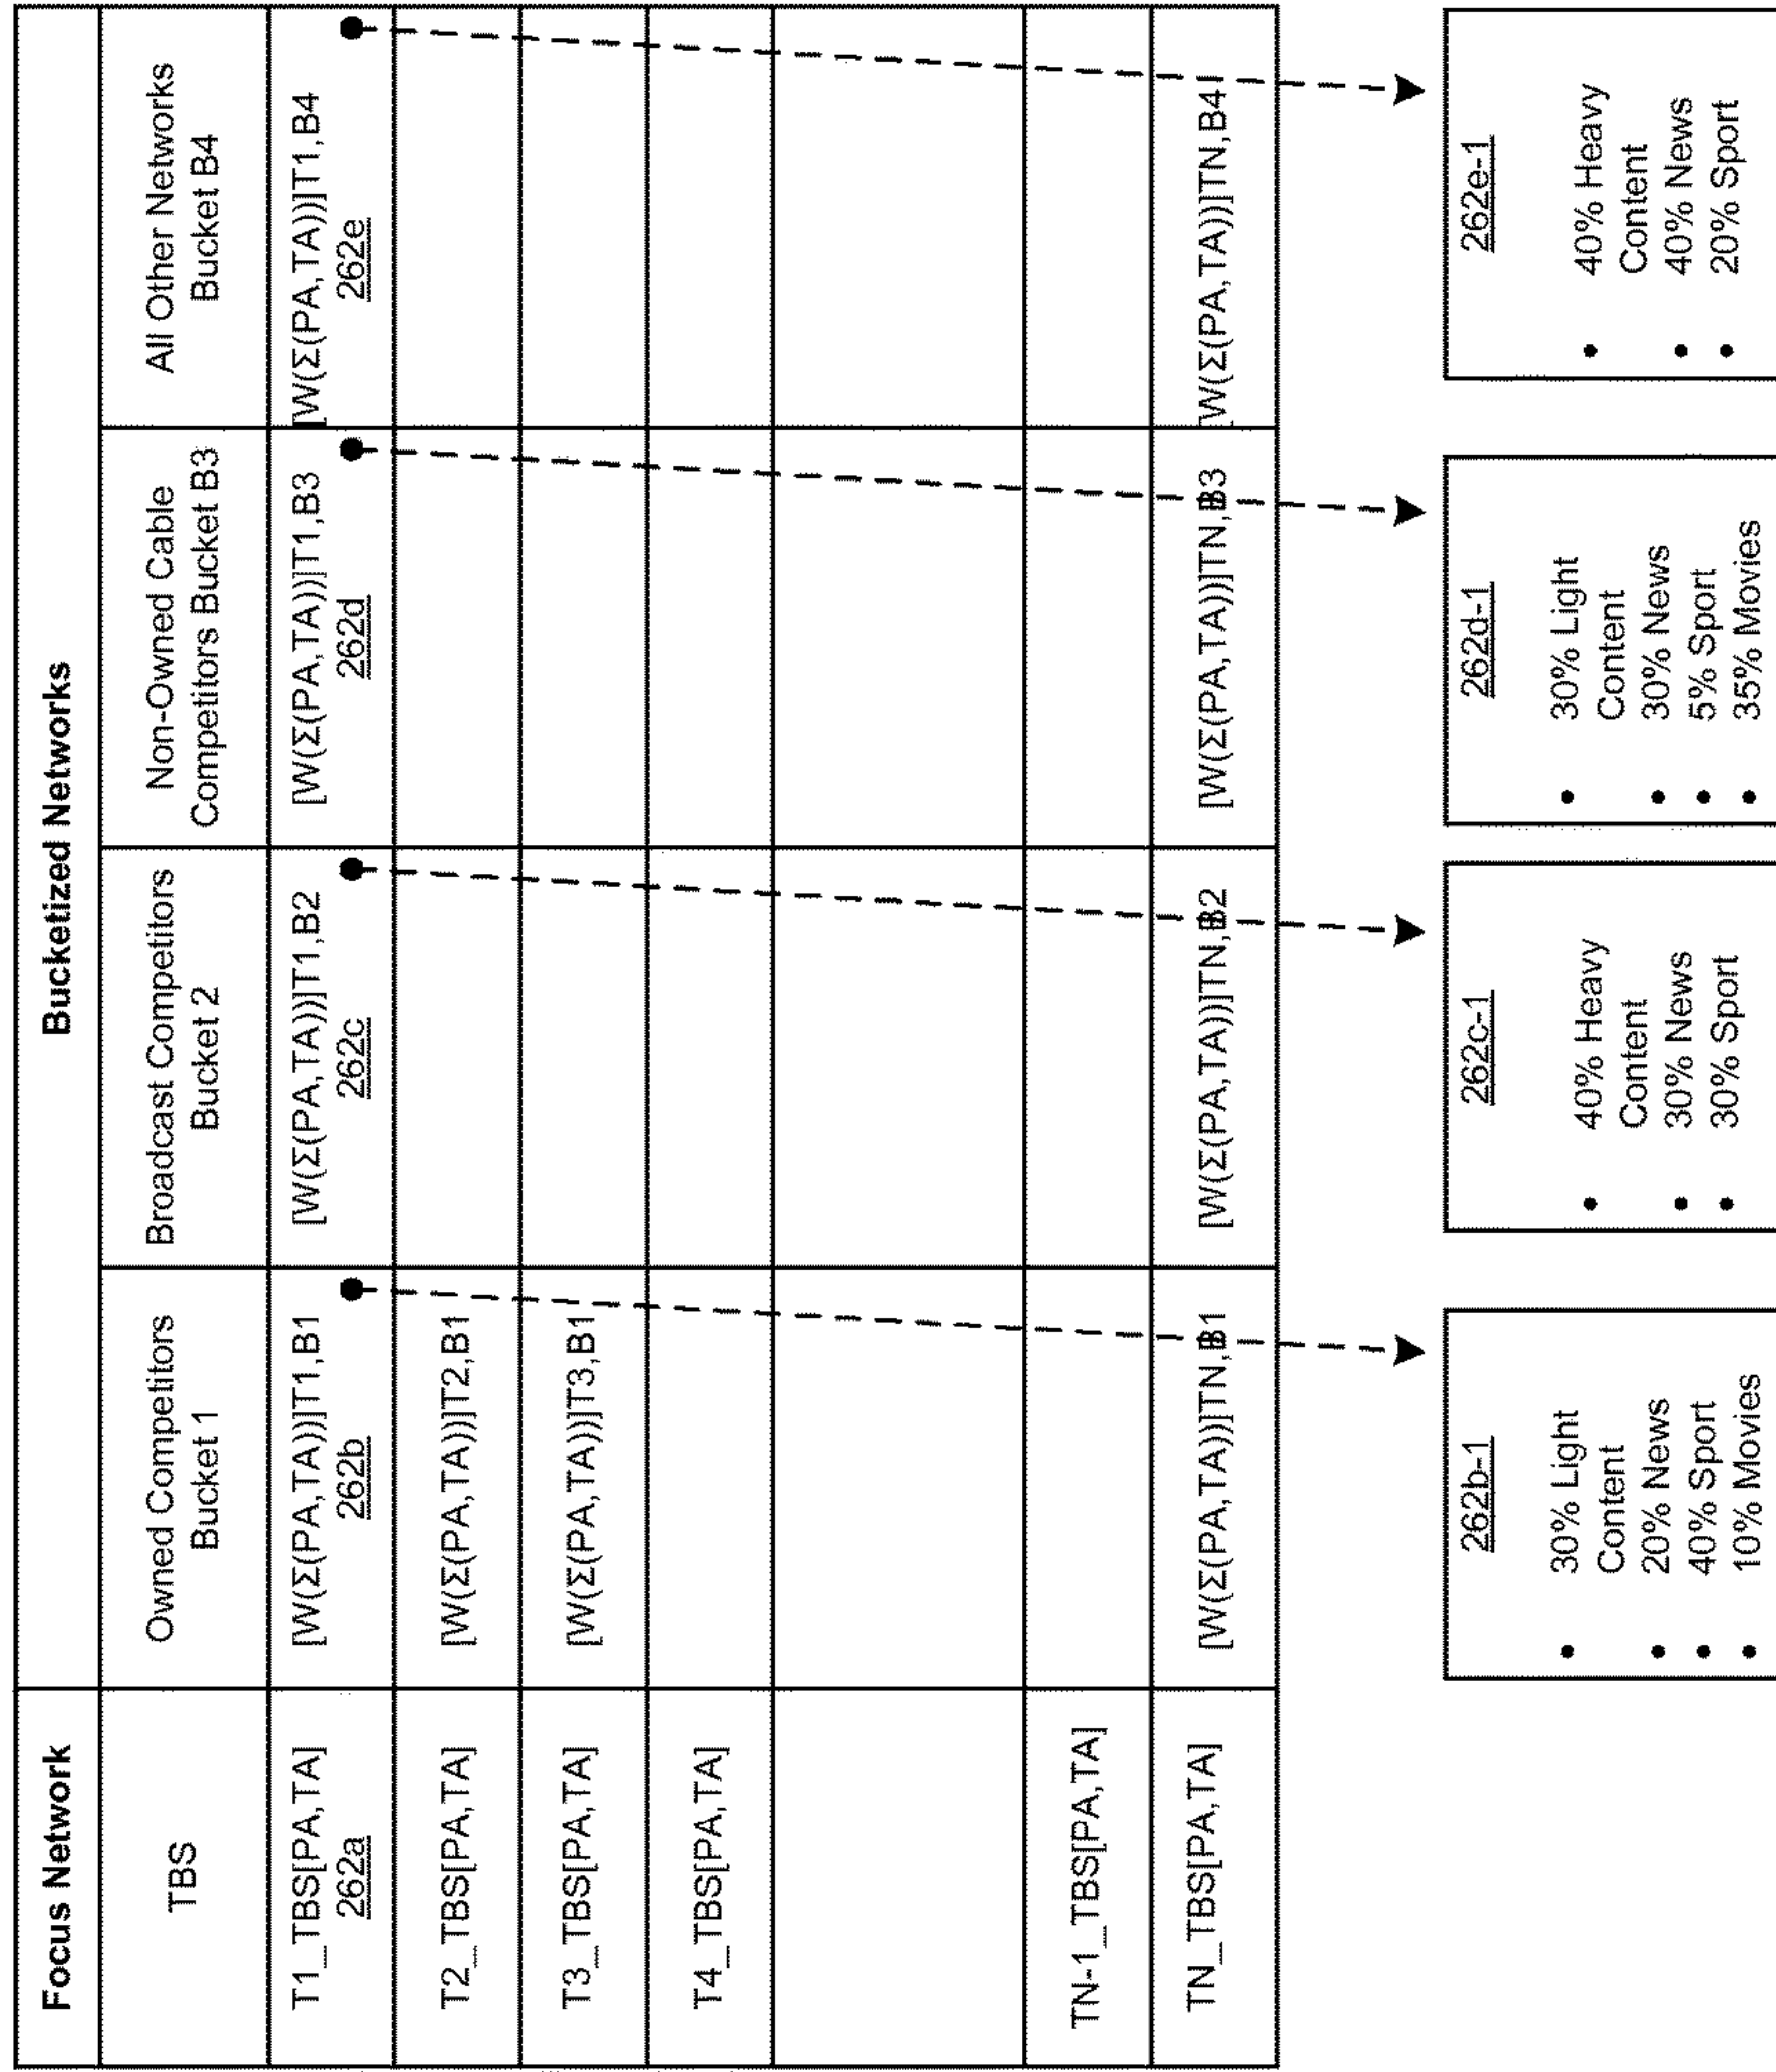 Focus Network
Bucketized Networks
TBS
Owned Competitors
Bucket 1
Broadcast Competitors
Bucket 2
Non-Owned Cable
Competitors Bucket B3
All Other Networks
Bucket B4
T1_TBS[PA,TA]
262a
[W(Σ(PA,TA))]T1,B1
262b
[W(Σ(PA,TA))]T1,B2
262c
[W(Σ(PA,TA))]T1,B3
262d
[W(Σ(PA,TA))]T1,B4
262e
T2_TBS[PA,TA]
[W(Σ(PA,TA))]T2,B1
T3_TBS[PA,TA]
[W(Σ(PA,TA))]T3,B1
T4_TBS[PA,TA]
TN-1_TBS[PA,TA]
TN_TBS[PA,TA]
[W(Σ(PA,TA))]TN,B1
[W(Σ(PA,TA))]TN,B2
[W(Σ(PA,TA))]TN,B3
[W(Σ(PA,TA))]TN,B4
262b-1
• 30% Light
Content
• 20% News
• 40% Sport
• 10% Movies
262c-1
• 40% Heavy
Content
• 30% News
• 30% Sport
262d-1
• 30% Light
Content
• 30% News
• 5% Sport
• 35% Movies
262e-1
• 40% Heavy
Content
• 40% News
• 20% Sport